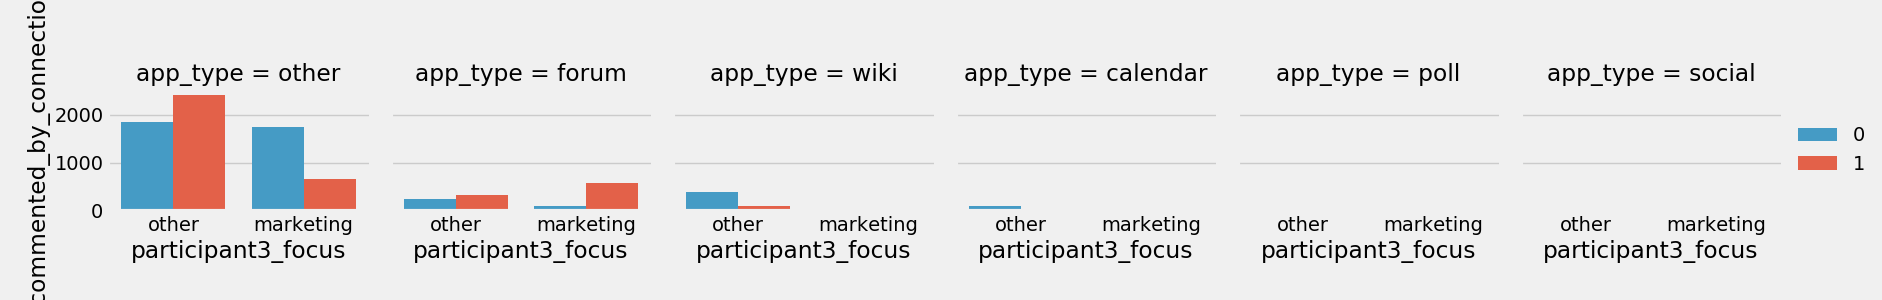 commented_by_connectio
app_type = other
app_type = forum
app_type = wiki
app_type = calendar
app_type = poll
app_type = social
2000
1000
0
other marketing
other marketing
other marketing
other marketing
other marketing
other marketing
participant3_focus
participant3_focus
participant3_focus
participant3_focus
participant3_focus
participant3_focus
0
1